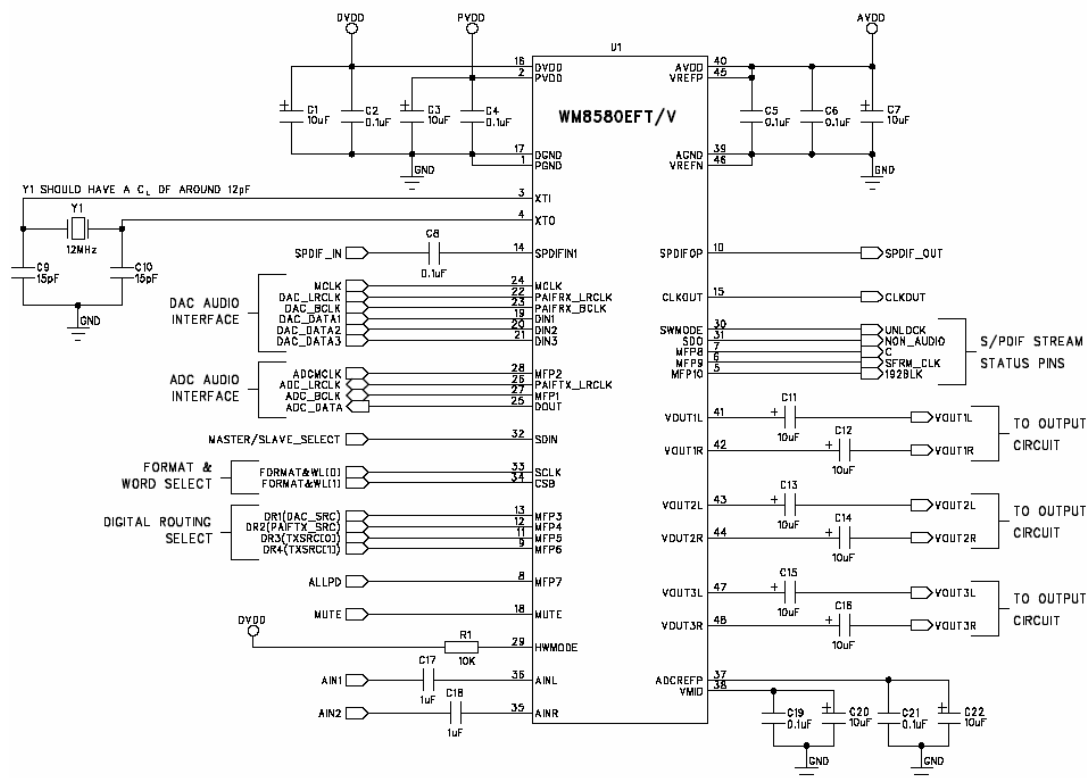 DVDD
PVDD
AVDD
U1
WM8580EFT/V
16 DVDD
2 PVDD
17 DGND
1 PGND
C1 10uF
C2 0.1uF
C3 10uF
C4 0.1uF
GND
40 AVDD
45 VREFP
39 AGND
46 VREFN
C5 0.1uF
C6 0.1uF
C7 10uF
GND
Y1 SHOULD HAVE A CL OF AROUND 12pF
3 XTI
Y1
12MHz
4 XTO
C9 15pF
C10 15pF
GND
SPDIF_IN C8 0.1uF 14 SPDIFIN1
SPDIFOP 10 SPDIF_OUT
DAC AUDIO INTERFACE
MCLK 24 MCLK
DAC_LRCLK 22 PAIFRX_LRCLK
DAC_BCLK 23 PAIFRX_BCLK
DAC_DATA1 19 DIN1
DAC_DATA2 20 DIN2
DAC_DATA3 21 DIN3
CLKOUT 15 CLKOUT
SWMODE 30 UNLOCK
SDO 31 NON_AUDIO
MFP8 7 C
MFP9 6 SFRM_CLK
MFP10 5 192BLK
S/PDIF STREAM
STATUS PINS
ADC AUDIO INTERFACE
ADCMCLK 28 MFP2
ADC_LRCLK 26 PAIFTX_LRCLK
ADC_BCLK 27 MFP1
ADC_DATA 25 DOUT
MASTER/SLAVE_SELECT 32 SDIN
FORMAT & WORD SELECT
FORMAT&WL[0] 33 SCLK
FORMAT&WL[1] 34 CSB
DIGITAL ROUTING SELECT
DR1(DAC_SRC) 13 MFP3
DR2(PAIFTX_SRC) 12 MFP4
DR3(TXSRC[0]) 11 MFP5
DR4(TXSRC[1]) 9 MFP6
ALLPD 8 MFP7
MUTE 18 MUTE
DVDD R1 10K 29 HWMODE
AIN1 C17 1uF 36 AINL
AIN2 C18 1uF 35 AINR
VOUT1L 41 C11 10uF VOUT1L
VOUT1R 42 C12 10uF VOUT1R
TO OUTPUT
CIRCUIT
VOUT2L 43 C13 10uF VOUT2L
VOUT2R 44 C14 10uF VOUT2R
TO OUTPUT
CIRCUIT
VOUT3L 47 C15 10uF VOUT3L
VOUT3R 48 C16 10uF VOUT3R
TO OUTPUT
CIRCUIT
ADCREFP 37
VMID 38
C19 0.1uF
C20 10uF
C21 0.1uF
C22 10uF
GND
GND